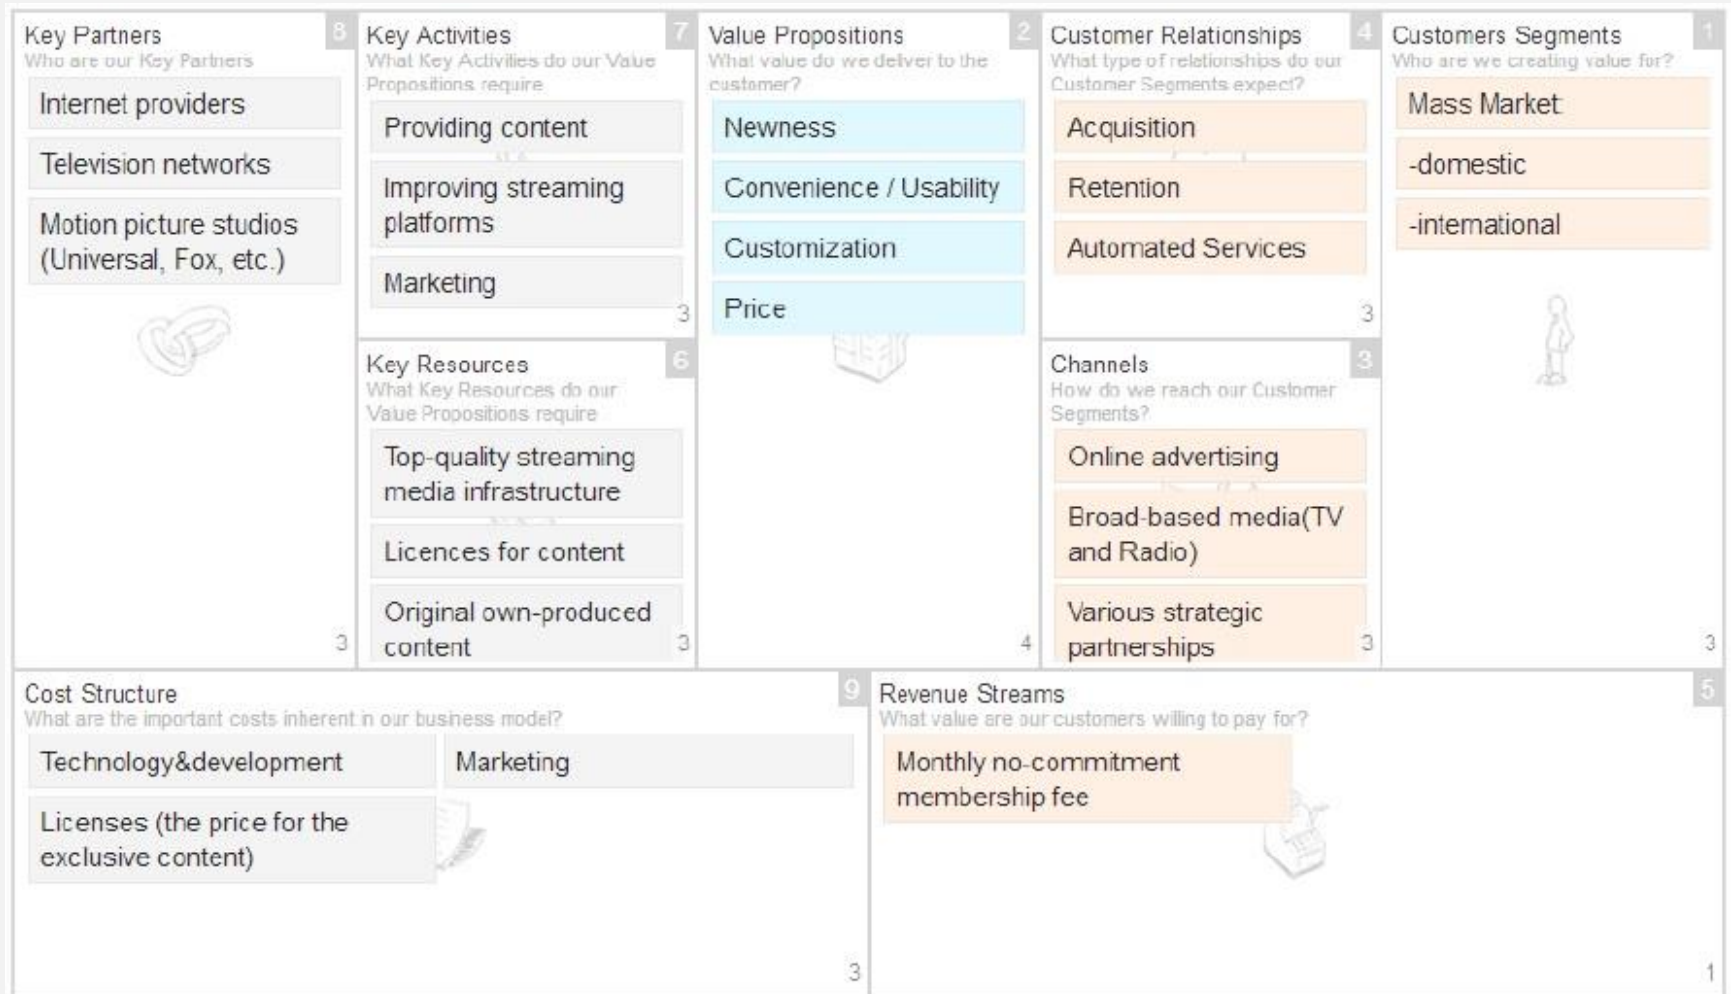 Key Partners
8
Who are our Key Partners
Internet providers
Television networks
Motion picture studios
(Universal, Fox, etc.)
3
Key Activities
7
What Key Activities do our Value
Propositions require
Providing content
Improving streaming
platforms
Marketing
3
Key Resources
6
What Key Resources do our
Value Propositions require
Top-quality streaming
media infrastructure
Licences for content
Original own-produced
content
3
Value Propositions
2
What value do we deliver to the
customer?
Newness
Convenience / Usability
Customization
Price
4
Customer Relationships
4
What type of relationships do our
Customer Segments expect?
Acquisition
Retention
Automated Services
3
Channels
3
How do we reach our Customer
Segments?
Online advertising
Broad-based media(TV
and Radio)
Various strategic
partnerships
3
Customers Segments
1
Who are we creating value for?
Mass Market:
-domestic
-international
3
Cost Structure
9
What are the important costs inherent in our business model?
Technology&development
Marketing
Licenses (the price for the
exclusive content)
3
Revenue Streams
5
What value are our customers willing to pay for?
Monthly no-commitment
membership fee
1